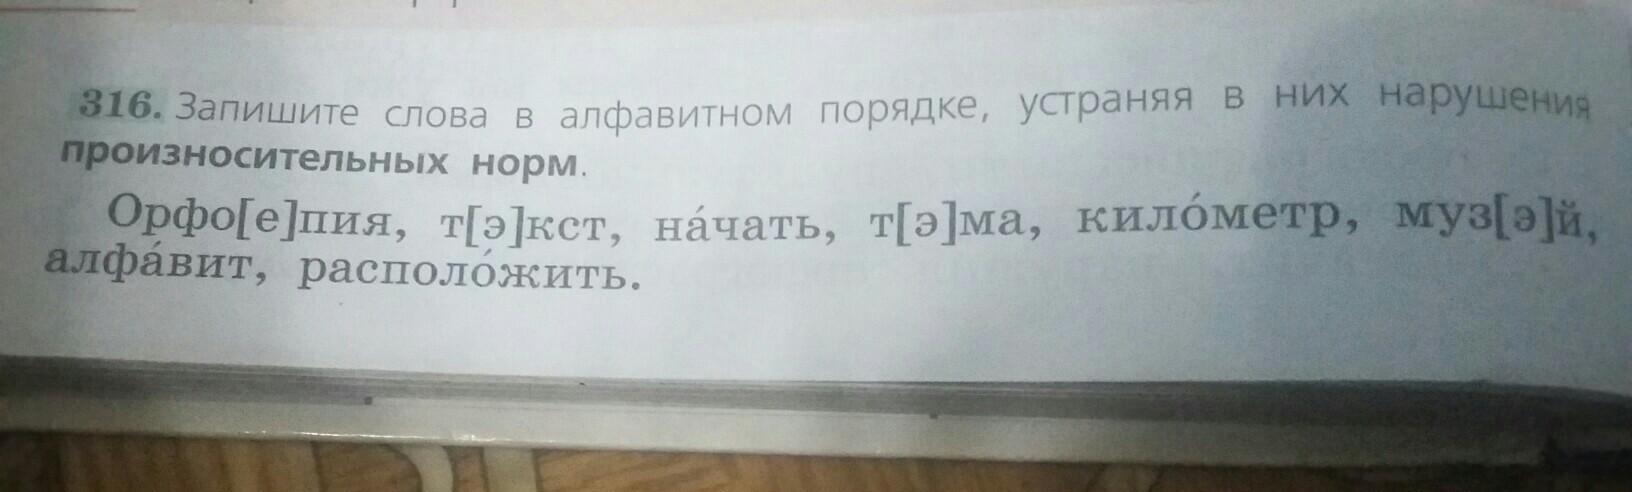 316. Запишите слова в алфавитном порядке, устраняя в них нарушения
произносительных норм.
Орфо[е]пия, т[э]кст, на́чать, т[э]ма, кило́метр, муз[э]й,
алфа́вит, располо́жить.